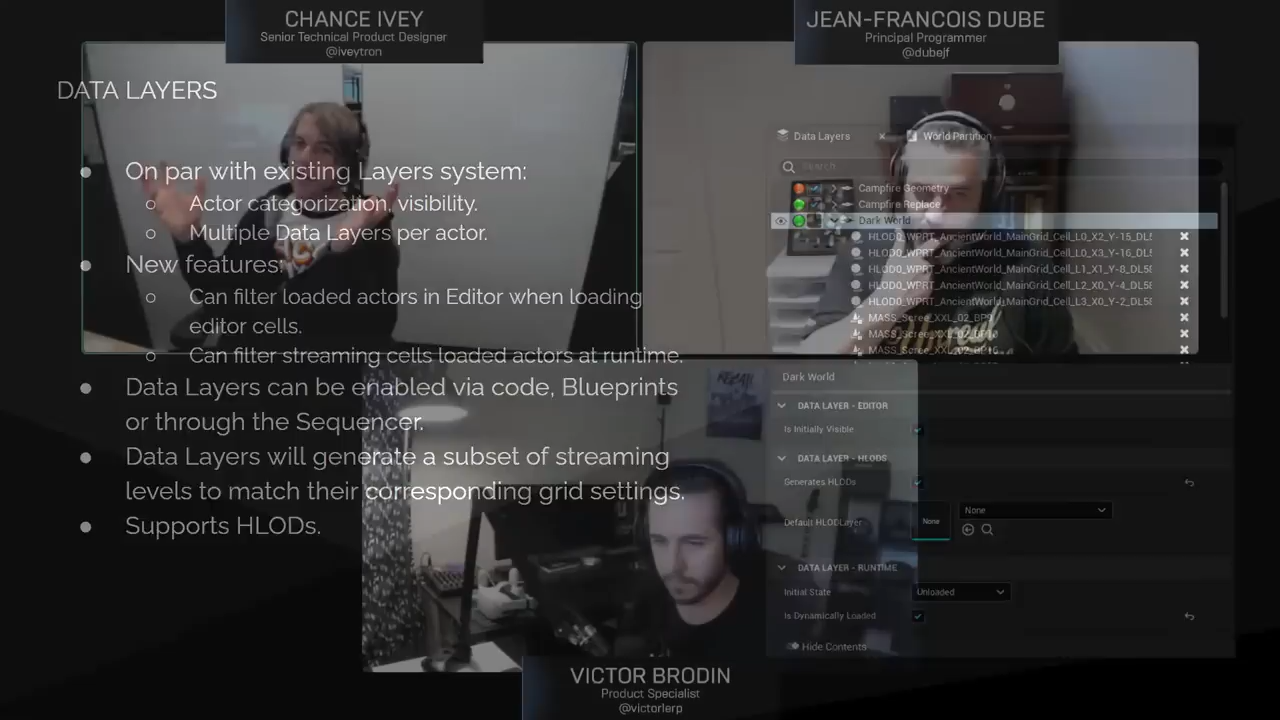 CHANCE IVEY
Senior Technical Product Designer
@iveytron
JEAN-FRANCOIS DUBE
Principal Programmer
@dubejf
DATA LAYERS
On par with existing Layers system:
Actor categorization, visibility.
Multiple Data Layers per actor.
New features:
Can filter loaded actors in Editor when loading
editor cells.
Can filter streaming cells loaded actors at runtime.
Data Layers can be enabled via code, Blueprints
or through the Sequencer.
Data Layers will generate a subset of streaming
levels to match their corresponding grid settings.
Supports HLODs.
Data Layers
World Partition
Search
Campfire Geometry
Campfire Replace
Dark World
HLOD0_WPRT_AncientWorld_MainGrid_Cell_L0_X2_Y-15_DL5
HLOD0_WPRT_AncientWorld_MainGrid_Cell_L0_X3_Y-16_DL5
HLOD0_WPRT_AncientWorld_MainGrid_Cell_L1_X1_Y-8_DL5
HLOD0_WPRT_AncientWorld_MainGrid_Cell_L2_X0_Y-4_DL5
HLOD0_WPRT_AncientWorld_MainGrid_Cell_L3_X0_Y-2_DL5
MASS_Scree_XXL_02_BP9
MASS_Scree_XXL_02_BP
MASS_Scree_XXL_02_BP16
Dark World
DATA LAYER - EDITOR
Is Initially Visible
DATA LAYER - HLODS
Generates HLODs
Default HLODLayer
None
None
DATA LAYER - RUNTIME
Initial State
Unloaded
Is Dynamically Loaded
Hide Contents
VICTOR BRODIN
Product Specialist
@victorlerp